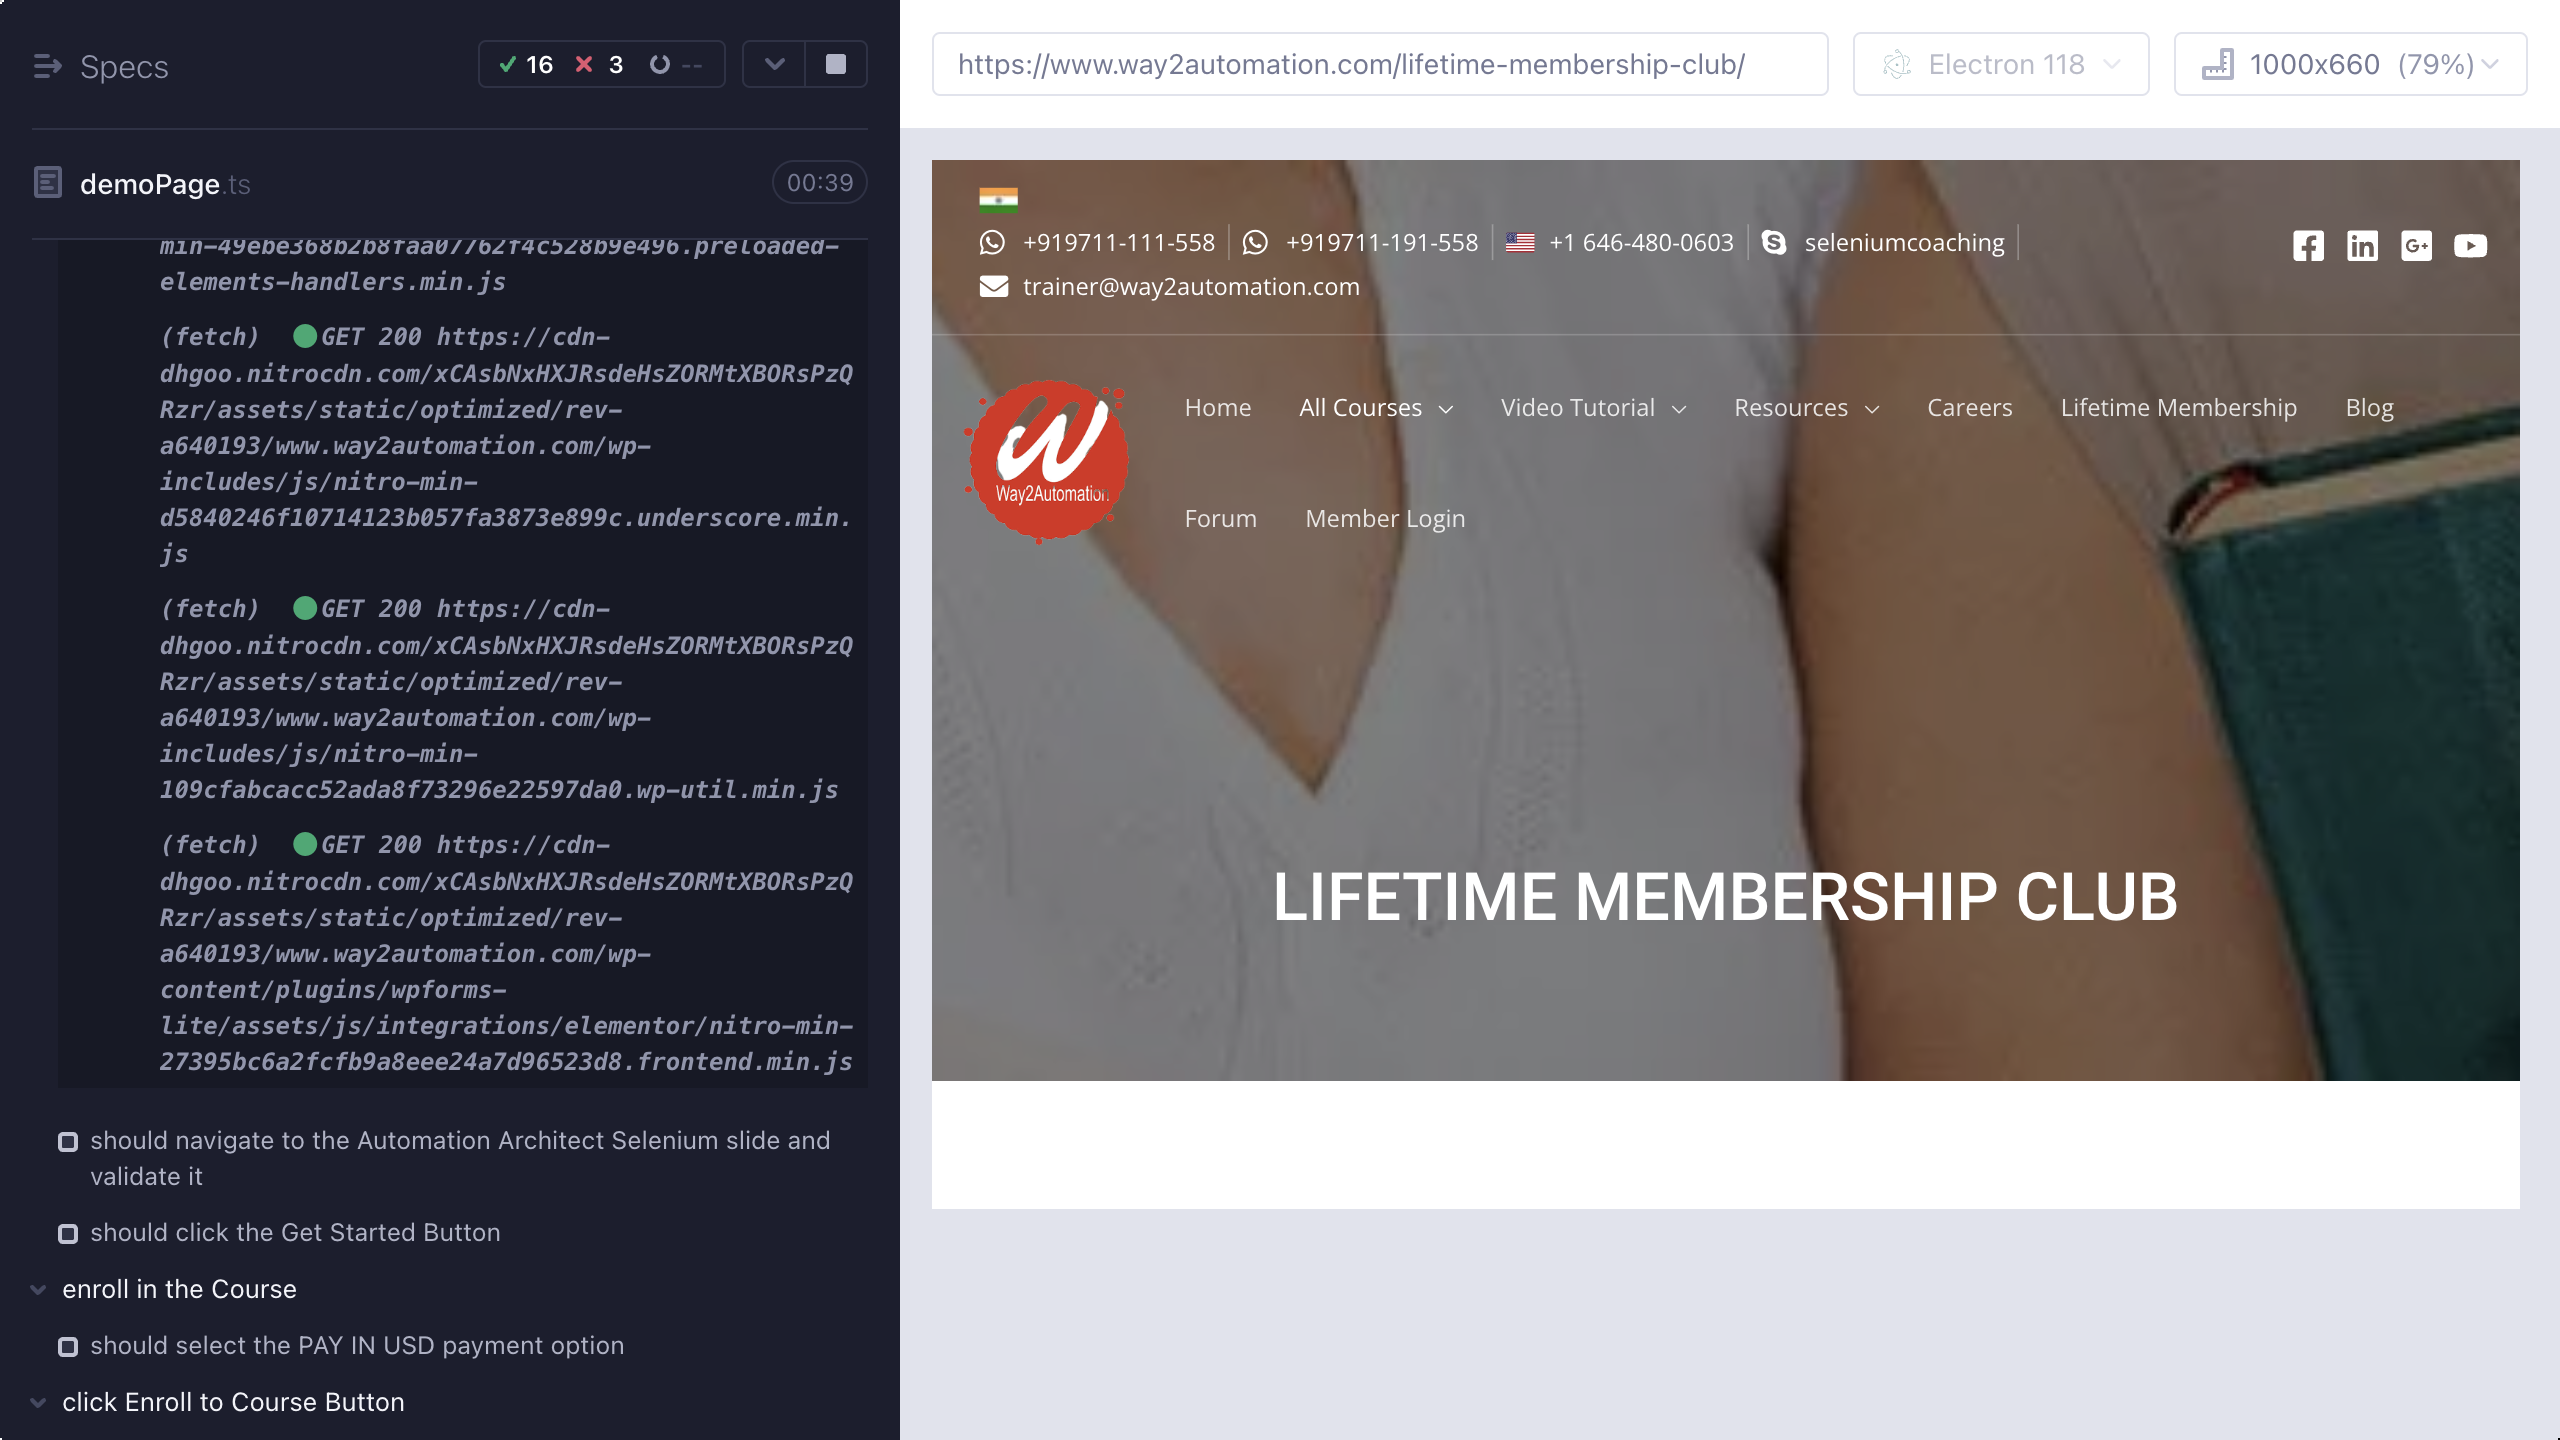 Specs
16 3 --
demoPage.ts
00:39
min-49ebe368b2b8faa07762f4c528b9e496.preloaded-
elements-handlers.min.js
(fetch) GET 200 https://cdn-
dhgoo.nitrocdn.com/xCAsbNxHXJRsdeHsZORMtXBORsPzQ
Rzr/assets/static/optimized/rev-
a640193/www.way2automation.com/wp-
includes/js/nitro-min-
d5840246f10714123b057fa3873e899c.underscore.min.
js
(fetch) GET 200 https://cdn-
dhgoo.nitrocdn.com/xCAsbNxHXJRsdeHsZORMtXBORsPzQ
Rzr/assets/static/optimized/rev-
a640193/www.way2automation.com/wp-
includes/js/nitro-min-
109cfabcacc52ada8f73296e22597da0.wp-util.min.js
(fetch) GET 200 https://cdn-
dhgoo.nitrocdn.com/xCAsbNxHXJRsdeHsZORMtXBORsPzQ
Rzr/assets/static/optimized/rev-
a640193/www.way2automation.com/wp-
content/plugins/wpforms-
lite/assets/js/integrations/elementor/nitro-min-
27395bc6a2fcfb9a8eee24a7d96523d8.frontend.min.js
should navigate to the Automation Architect Selenium slide and
validate it
should click the Get Started Button
enroll in the Course
should select the PAY IN USD payment option
click Enroll to Course Button
https://www.way2automation.com/lifetime-membership-club/
Electron 118
1000x660 (79%)
+919711-111-558
+919711-191-558
+1 646-480-0603
seleniumcoaching
trainer@way2automation.com
Way2Automation
Home
All Courses
Video Tutorial
Resources
Careers
Lifetime Membership
Blog
Forum
Member Login
LIFETIME MEMBERSHIP CLUB